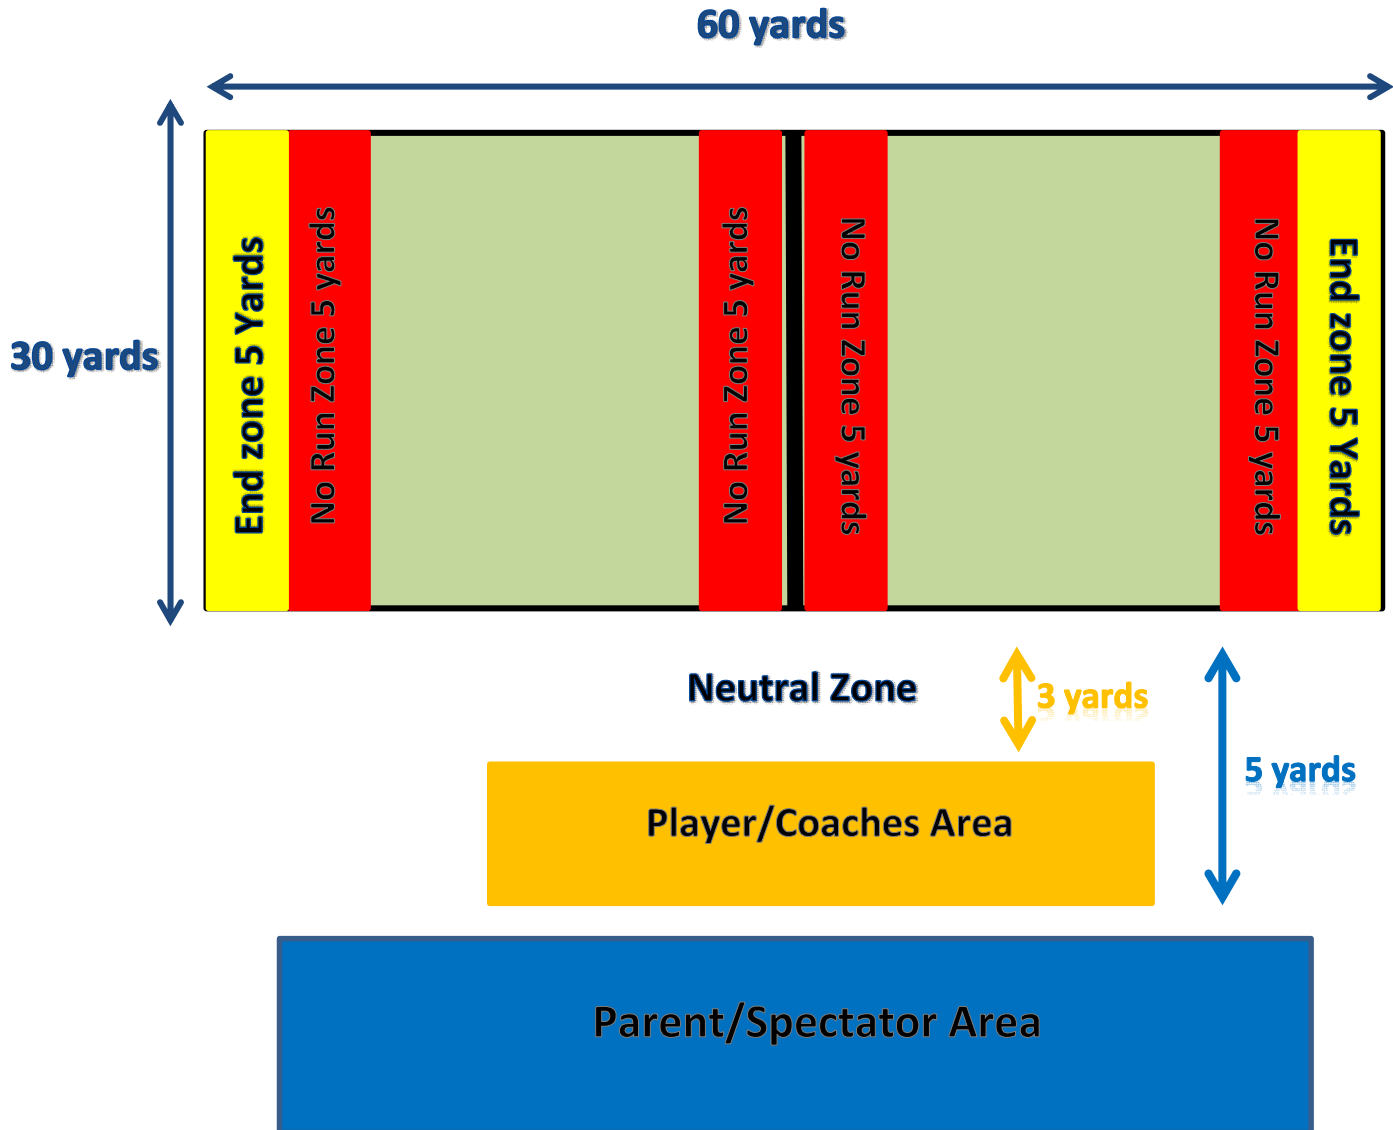 60 yards
30 yards
End zone 5 Yards
No Run Zone 5 yards
No Run Zone 5 yards
No Run Zone 5 yards
No Run Zone 5 yards
End zone 5 Yards
Neutral Zone
3 yards
5 yards
Player/Coaches Area
Parent/Spectator Area